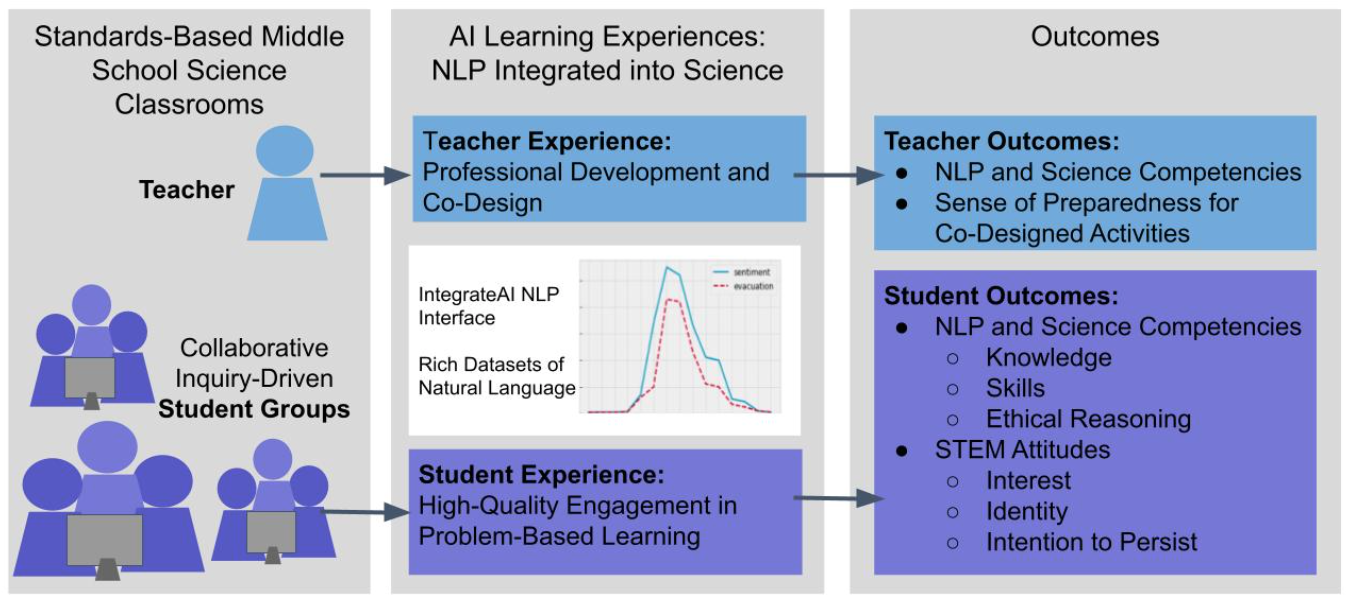 Standards-Based Middle
School Science
Classrooms
Teacher
Collaborative
Inquiry-Driven
Student Groups
AI Learning Experiences:
NLP Integrated into Science
Teacher Experience:
Professional Development and
Co-Design
IntegrateAI NLP
Interface
Rich Datasets of
Natural Language
sentiment
evacuation
Student Experience:
High-Quality Engagement in
Problem-Based Learning
Outcomes
Teacher Outcomes:
● NLP and Science Competencies
● Sense of Preparedness for
Co-Designed Activities
Student Outcomes:
● NLP and Science Competencies
○ Knowledge
○ Skills
○ Ethical Reasoning
● STEM Attitudes
○ Interest
○ Identity
○ Intention to Persist